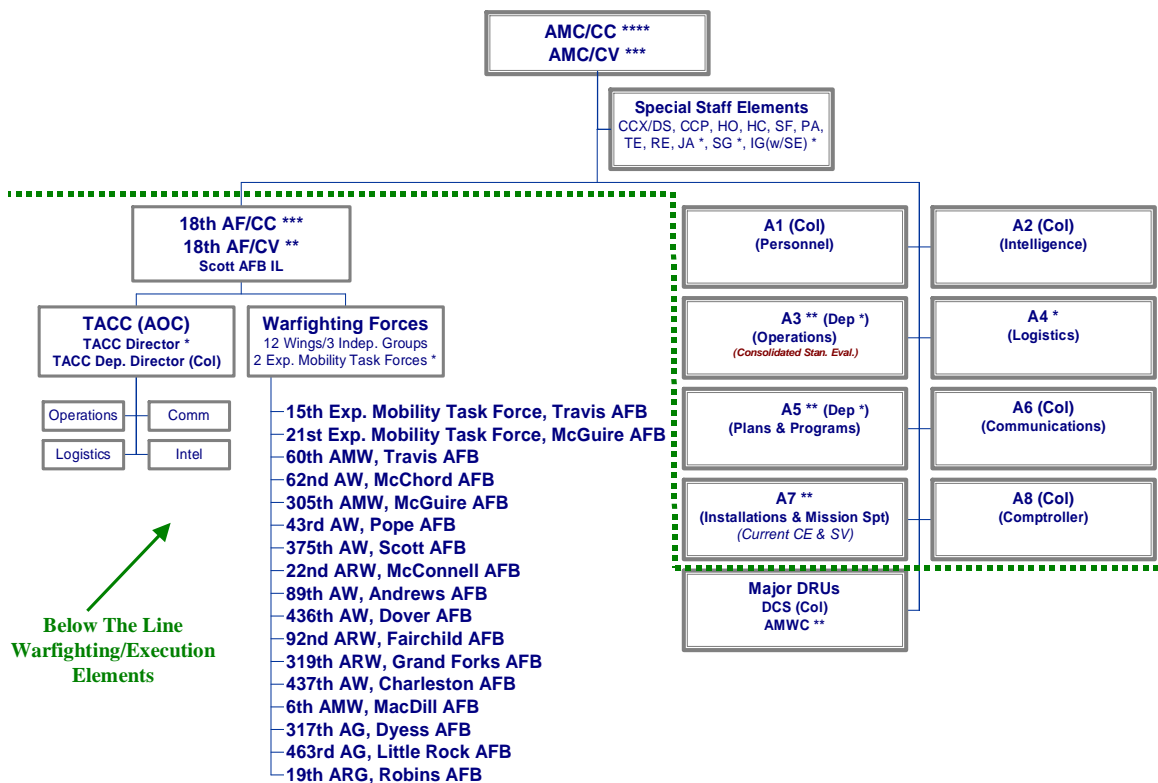 AMC/CC ****
AMC/CV ***
Special Staff Elements
CCX/DS, CCP, HO, HC, SF, PA,
TE, RE, JA *, SG *, IG(w/SE) *
18th AF/CC ***
18th AF/CV **
Scott AFB IL
TACC (AOC)
TACC Director *
TACC Dep. Director (Col)
Operations
Comm
Logistics
Intel
Warfighting Forces
12 Wings/3 Indep. Groups
2 Exp. Mobility Task Forces *
15th Exp. Mobility Task Force, Travis AFB
21st Exp. Mobility Task Force, McGuire AFB
60th AMW, Travis AFB
62nd AW, McChord AFB
305th AMW, McGuire AFB
43rd AW, Pope AFB
375th AW, Scott AFB
22nd ARW, McConnell AFB
89th AW, Andrews AFB
436th AW, Dover AFB
92nd ARW, Fairchild AFB
319th ARW, Grand Forks AFB
437th AW, Charleston AFB
6th AMW, MacDill AFB
317th AG, Dyess AFB
463rd AG, Little Rock AFB
19th ARG, Robins AFB
Below The Line
Warfighting/Execution
Elements
A1 (Col)
(Personnel)
A2 (Col)
(Intelligence)
A3 ** (Dep *)
(Operations)
(Consolidated Stan. Eval.)
A4 *
(Logistics)
A5 ** (Dep *)
(Plans & Programs)
A6 (Col)
(Communications)
A7 **
(Installations & Mission Spt)
(Current CE & SV)
A8 (Col)
(Comptroller)
Major DRUs
DCS (Col)
AMWC **